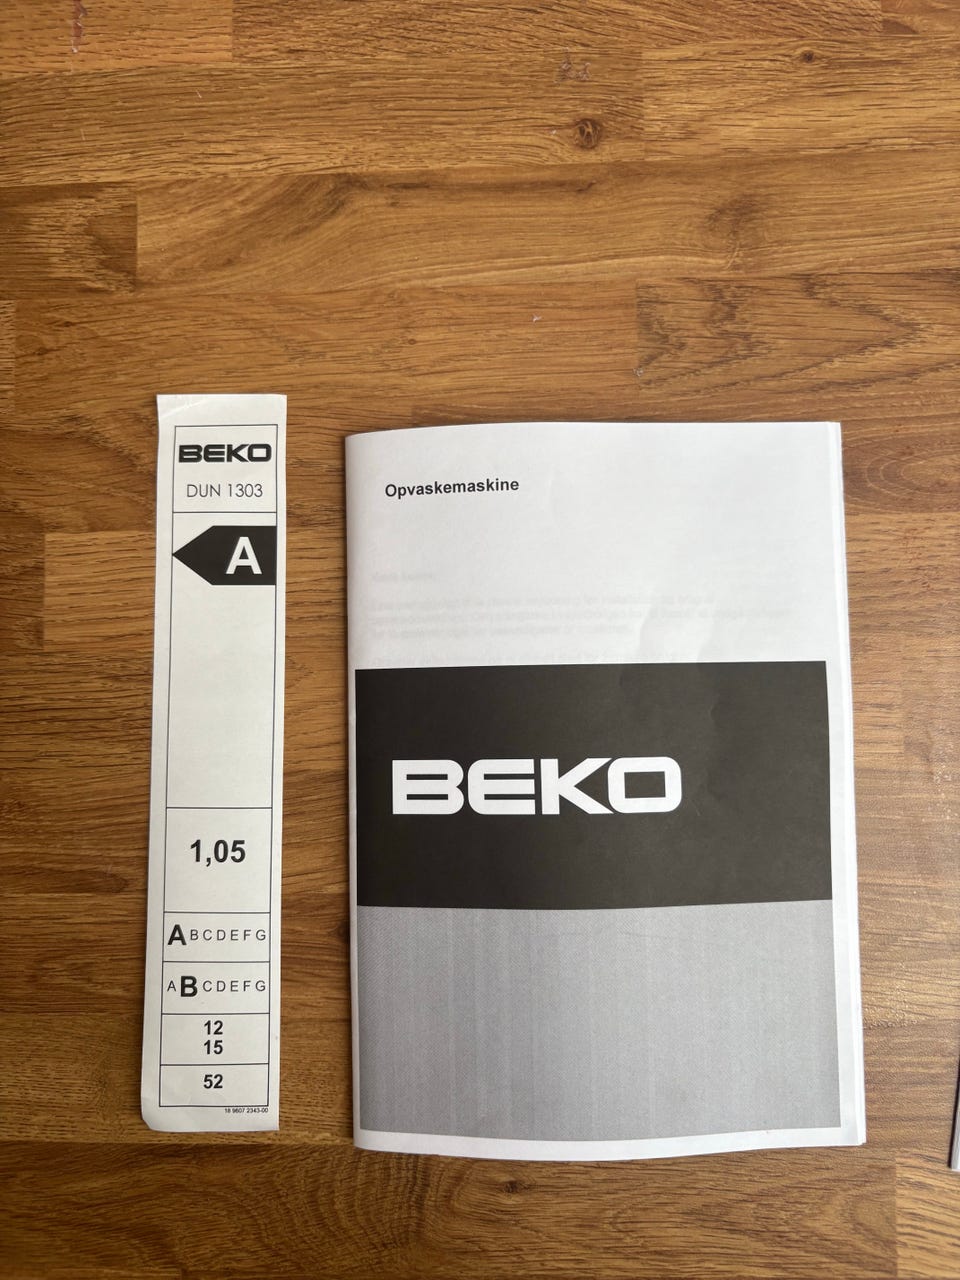 BEKO
DUN 1303
A
1,05
ABCDEFG
ABCDEFG
12
15
52
18 9607 2343-00
Opvaskemaskine
BEKO